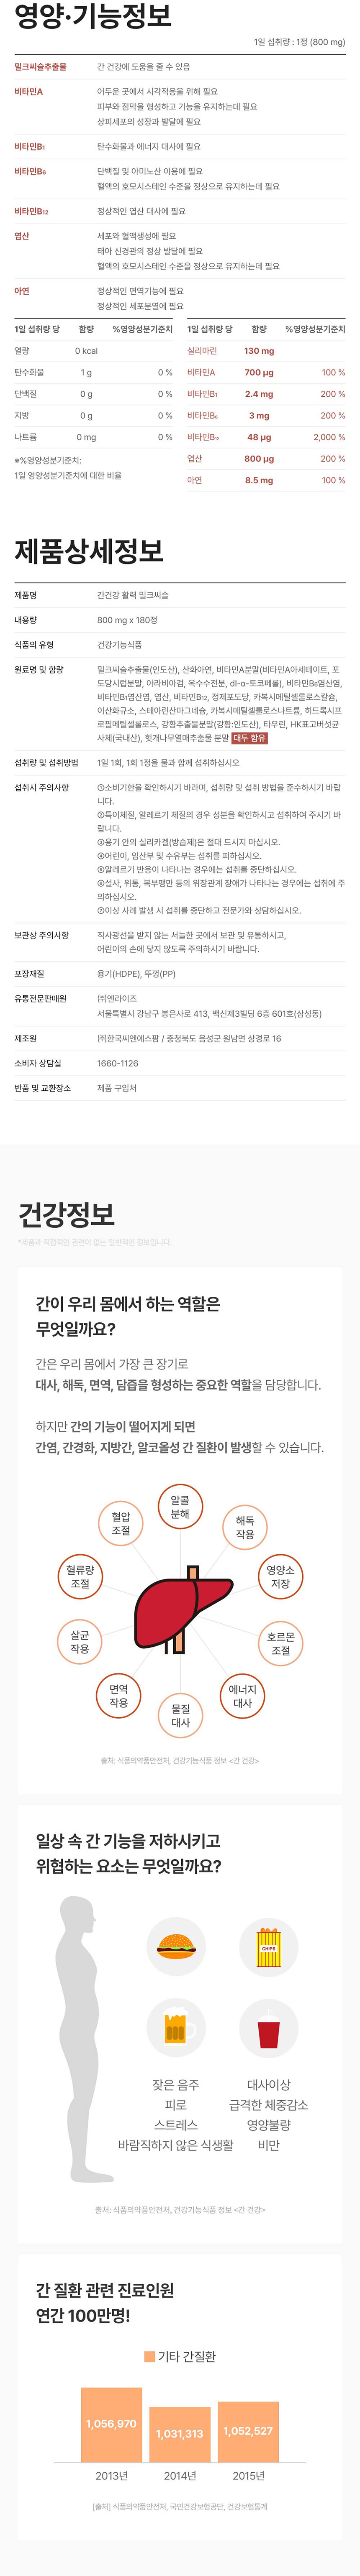 영양·기능정보
1일 섭취량 : 1정 (800 mg)
밀크씨슬추출물 간 건강에 도움을 줄 수 있음
비타민A 어두운 곳에서 시각적응을 위해 필요
피부와 점막을 형성하고 기능을 유지하는데 필요
상피세포의 성장과 발달에 필요
비타민B1 탄수화물과 에너지 대사에 필요
비타민B6 단백질 및 아미노산 이용에 필요
혈액의 호모시스테인 수준을 정상으로 유지하는데 필요
비타민B12 정상적인 엽산 대사에 필요
엽산 세포와 혈액생성에 필요
태아 신경관의 정상 발달에 필요
혈액의 호모시스테인 수준을 정상으로 유지하는데 필요
아연 정상적인 면역기능에 필요
정상적인 세포분열에 필요
1일 섭취량 당 함량 %영양성분기준치
열량 0 kcal
탄수화물 1 g 0 %
단백질 0 g 0 %
지방 0 g 0 %
나트륨 0 mg 0 %
※%영양성분기준치:
1일 영양성분기준치에 대한 비율
1일 섭취량 당 함량 %영양성분기준치
실리마린 130 mg
비타민A 700 μg 100 %
비타민B1 2.4 mg 200 %
비타민B6 3 mg 200 %
비타민B12 48 μg 2,000 %
엽산 800 μg 200 %
아연 8.5 mg 100 %
제품상세정보
제품명 간건강 활력 밀크씨슬
내용량 800 mg x 180정
식품의 유형 건강기능식품
원료명 및 함량 밀크씨슬추출물(인도산), 산화아연, 비타민A분말(비타민A아세테이트, 포
도당시럽분말, 아라비아검, 옥수수전분, dl-α-토코페롤), 비타민B6염산염,
비타민B1염산염, 엽산, 비타민B12, 정제포도당, 카복시메틸셀룰로스칼슘,
이산화규소, 스테아린산마그네슘, 카복시메틸셀룰로스나트륨, 히드록시프
로필메틸셀룰로스, 강황추출물분말(강황:인도산), 타우린, HK표고버섯균
사체(국내산), 헛개나무열매추출물 분말 대두 함유
섭취량 및 섭취방법 1일 1회, 1회 1정을 물과 함께 섭취하십시오
섭취시 주의사항 ①소비기한을 확인하시기 바라며, 섭취량 및 섭취 방법을 준수하시기 바랍
니다.
②특이체질, 알레르기 체질의 경우 성분을 확인하시고 섭취하여 주시기 바
랍니다.
③용기 안의 실리카겔(방습제)은 절대 드시지 마십시오.
④어린이, 임산부 및 수유부는 섭취를 피하십시오.
⑤알레르기 반응이 나타나는 경우에는 섭취를 중단하십시오.
⑥설사, 위통, 복부팽만 등의 위장관계 장애가 나타나는 경우에는 섭취에 주
의하십시오.
⑦이상 사례 발생 시 섭취를 중단하고 전문가와 상담하십시오.
보관상 주의사항 직사광선을 받지 않는 서늘한 곳에서 보관 및 유통하시고,
어린이의 손에 닿지 않도록 주의하시기 바랍니다.
포장재질 용기(HDPE), 뚜껑(PP)
유통전문판매원 ㈜엔라이즈
서울특별시 강남구 봉은사로 413, 백신제3빌딩 6층 601호(삼성동)
제조원 ㈜한국씨엔에스팜 / 충청북도 음성군 원남면 상경로 16
소비자 상담실 1660-1126
반품 및 교환장소 제품 구입처
건강정보
*제품과 직접적인 관련이 없는 일반적인 정보입니다.
간이 우리 몸에서 하는 역할은
무엇일까요?
간은 우리 몸에서 가장 큰 장기로
대사, 해독, 면역, 담즙을 형성하는 중요한 역할을 담당합니다.
하지만 간의 기능이 떨어지게 되면
간염, 간경화, 지방간, 알코올성 간 질환이 발생할 수 있습니다.
알콜
분해
혈압
조절
해독
작용
혈류량
조절
영양소
저장
살균
작용
호르몬
조절
면역
작용
에너지
대사
물질
대사
출처: 식품의약품안전처, 건강기능식품 정보 <간 건강>
일상 속 간 기능을 저하시키고
위협하는 요소는 무엇일까요?
CHIPS
잦은 음주 대사이상
피로 급격한 체중감소
스트레스 영양불량
바람직하지 않은 식생활 비만
출처: 식품의약품안전처, 건강기능식품 정보 <간 건강>
간 질환 관련 진료인원
연간 100만명!
기타 간질환
1,056,970
1,031,313
1,052,527
2013년 2014년 2015년
[출처] 식품의약품안전처, 국민건강보험공단, 건강보험통계